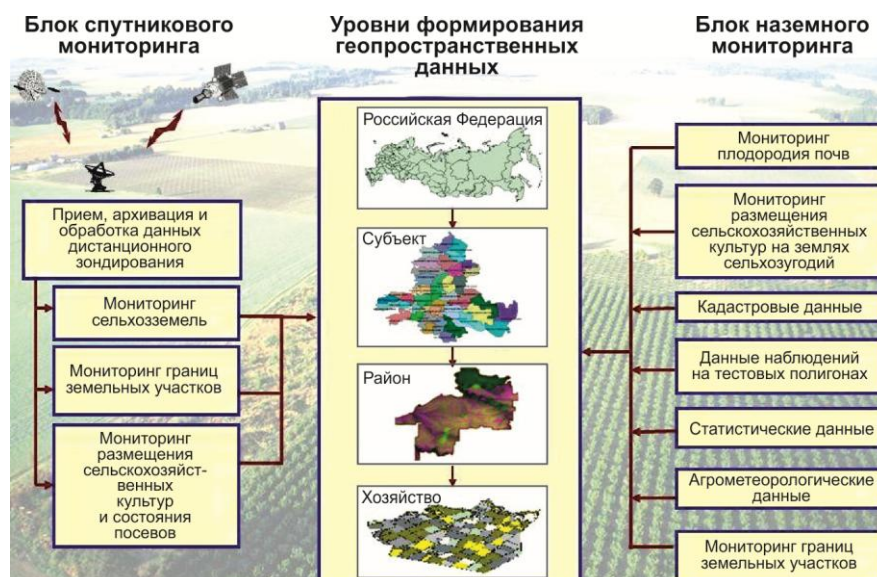 Блок спутникового
мониторинга
Прием, архивация и
обработка данных
дистанционного
зондирования
Мониторинг
сельхозземель
Мониторинг границ
земельных участков
Мониторинг
размещения
сельскохозяйст-
венных
культур
и состояния
посевов
Уровни формирования
геопространственных
данных
Российская Федерация
Субъект
Район
Хозяйство
Блок наземного
мониторинга
Мониторинг
плодородия почв
Мониторинг
размещения
сельскохозяйственных
культур на землях
сельхозугодий
Кадастровые данные
Данные наблюдений
на тестовых полигонах
Статистические данные
Агрометеорологические
данные
Мониторинг границ
земельных участков